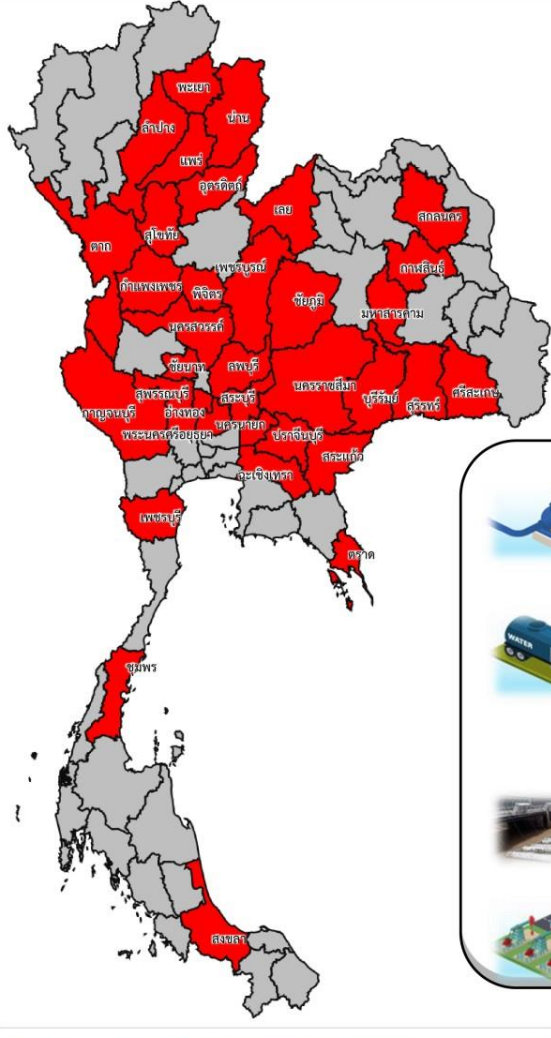 พะเยา
น่าน
ลำปาง
แพร่
อุตรดิตถ์
เลย
สกลนคร
ตาก
สุโขทัย
เพชรบูรณ์
กาฬสินธุ์
กำแพงเพชร
พิจิตร
ชัยภูมิ
มหาสารคาม
นครสวรรค์
ชัยนาท
ลพบุรี
นครราชสีมา
บุรีรัมย์
สุรินทร์
ศรีสะเกษ
สุพรรณบุรี
สระบุรี
กาญจนบุรี
อ่างทอง
นครนายก
พระนครศรีอยุธยา
ปราจีนบุรี
สระแก้ว
ฉะเชิงเทรา
เพชรบุรี
ตราด
WATER
ชุมพร
สงขลา